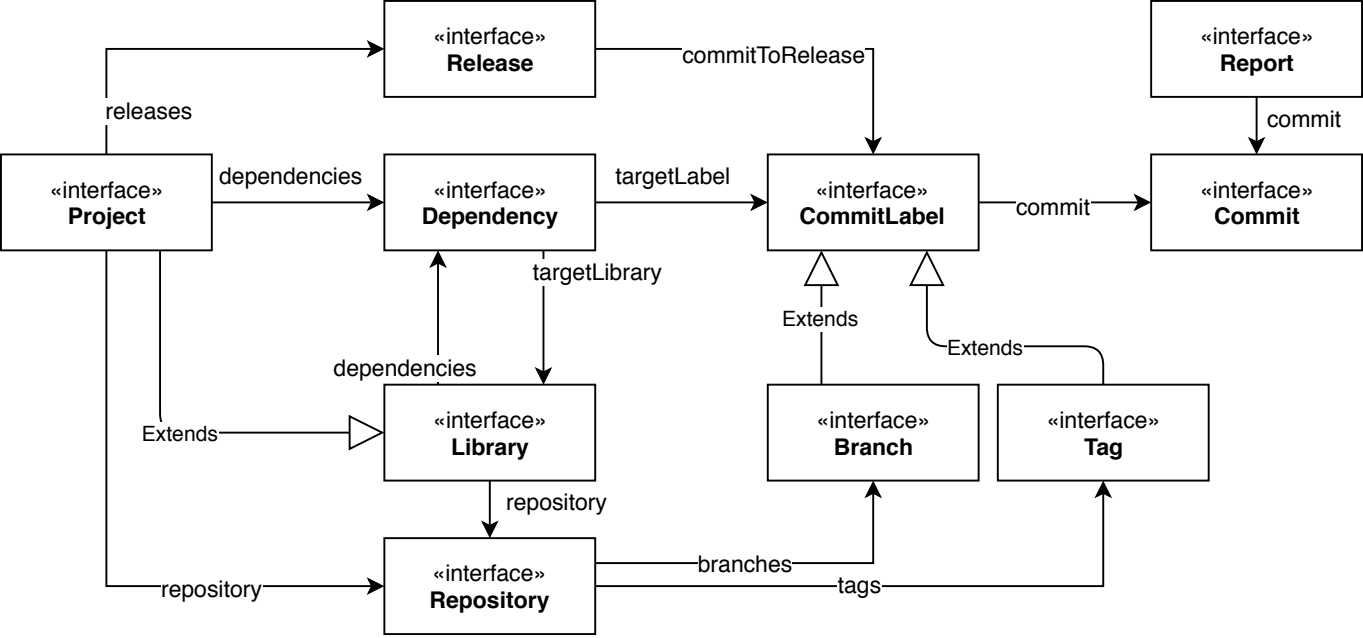 «interface»
Release
commitToRelease
«interface»
Report
releases
commit
«interface»
Project
dependencies
«interface»
Dependency
targetLabel
«interface»
CommitLabel
commit
«interface»
Commit
targetLibrary
Extends
Extends
dependencies
Extends
«interface»
Library
«interface»
Branch
«interface»
Tag
repository
repository
«interface»
Repository
branches
tags